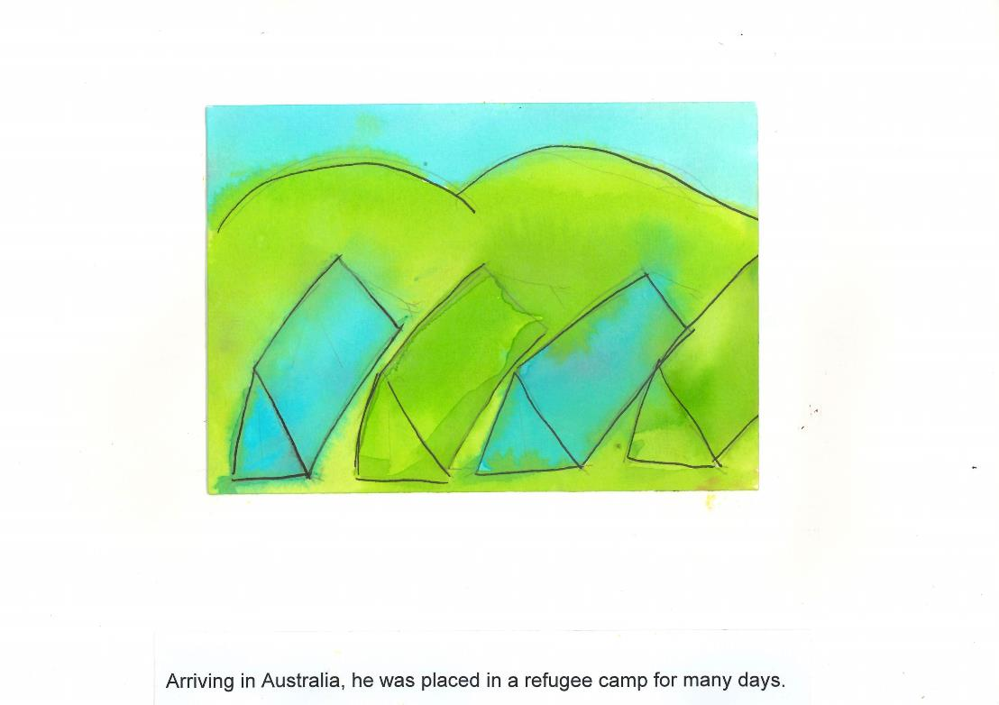 Arriving in Australia, he was placed in a refugee camp for many days.